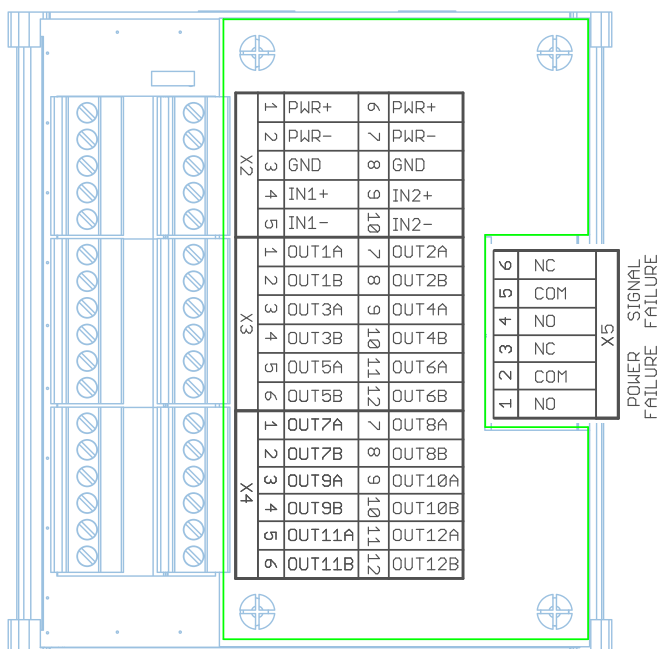 X2
1 PWR+ 6 PWR+
2 PWR- 7 PWR-
3 GND 8 GND
4 IN1+ 9 IN2+
5 IN1- 10 IN2-
X3
1 OUT1A 7 OUT2A
2 OUT1B 8 OUT2B
3 OUT3A 9 OUT4A
4 OUT3B 10 OUT4B
5 OUT5A 11 OUT6A
6 OUT5B 12 OUT6B
X4
1 OUT7A 7 OUT8A
2 OUT7B 8 OUT8B
3 OUT9A 9 OUT10A
4 OUT9B 10 OUT10B
5 OUT11A 11 OUT12A
6 OUT11B 12 OUT12B
6 NC
5 COM
4 NO
3 NC
2 COM
1 NO
X5
SIGNAL
FAILURE
POWER
FAILURE